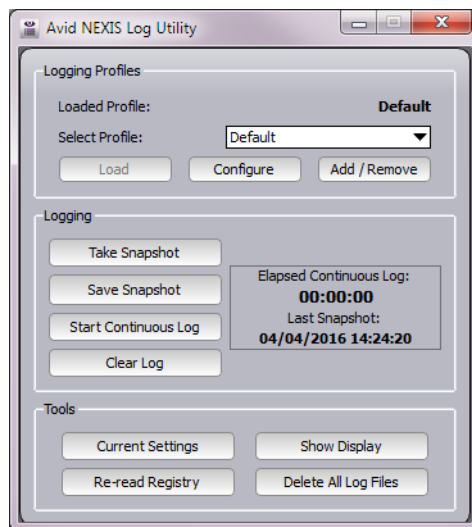 Avid NEXIS Log Utility
Logging Profiles
Loaded Profile: Default
Select Profile: Default
Load Configure Add / Remove
Logging
Take Snapshot
Save Snapshot
Start Continuous Log
Clear Log
Elapsed Continuous Log:
00:00:00
Last Snapshot:
04/04/2016 14:24:20
Tools
Current Settings Show Display
Re-read Registry Delete All Log Files